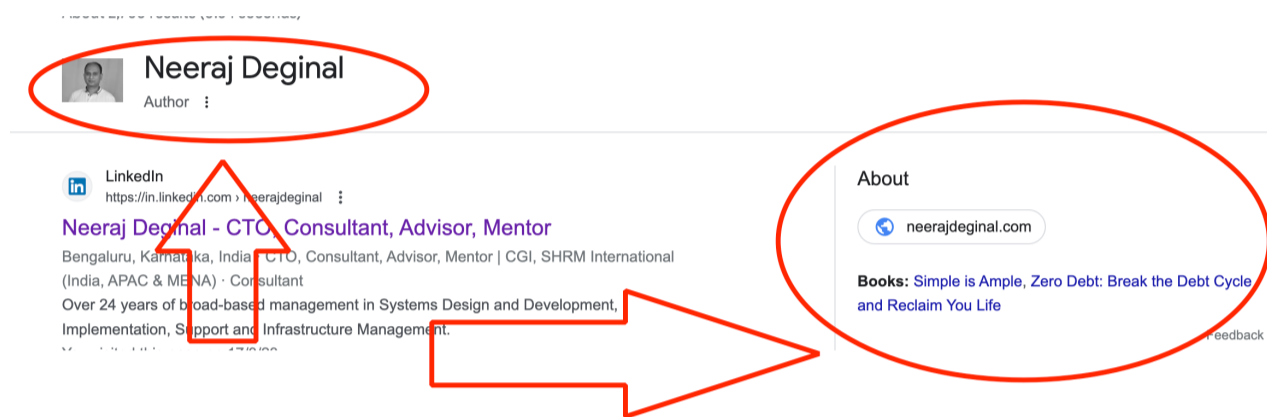 Neeraj Deginal
Author
LinkedIn
https://in.linkedin.com › neerajdeginal
Neeraj Deginal - CTO, Consultant, Advisor, Mentor
Bengaluru, Karnataka, India · CTO, Consultant, Advisor, Mentor | CGI, SHRM International
(India, APAC & MENA) · Consultant
Over 24 years of broad-based management in Systems Design and Development,
Implementation, Support and Infrastructure Management.
About
neerajdeginal.com
Books: Simple is Ample, Zero Debt: Break the Debt Cycle
and Reclaim You Life
Feedback